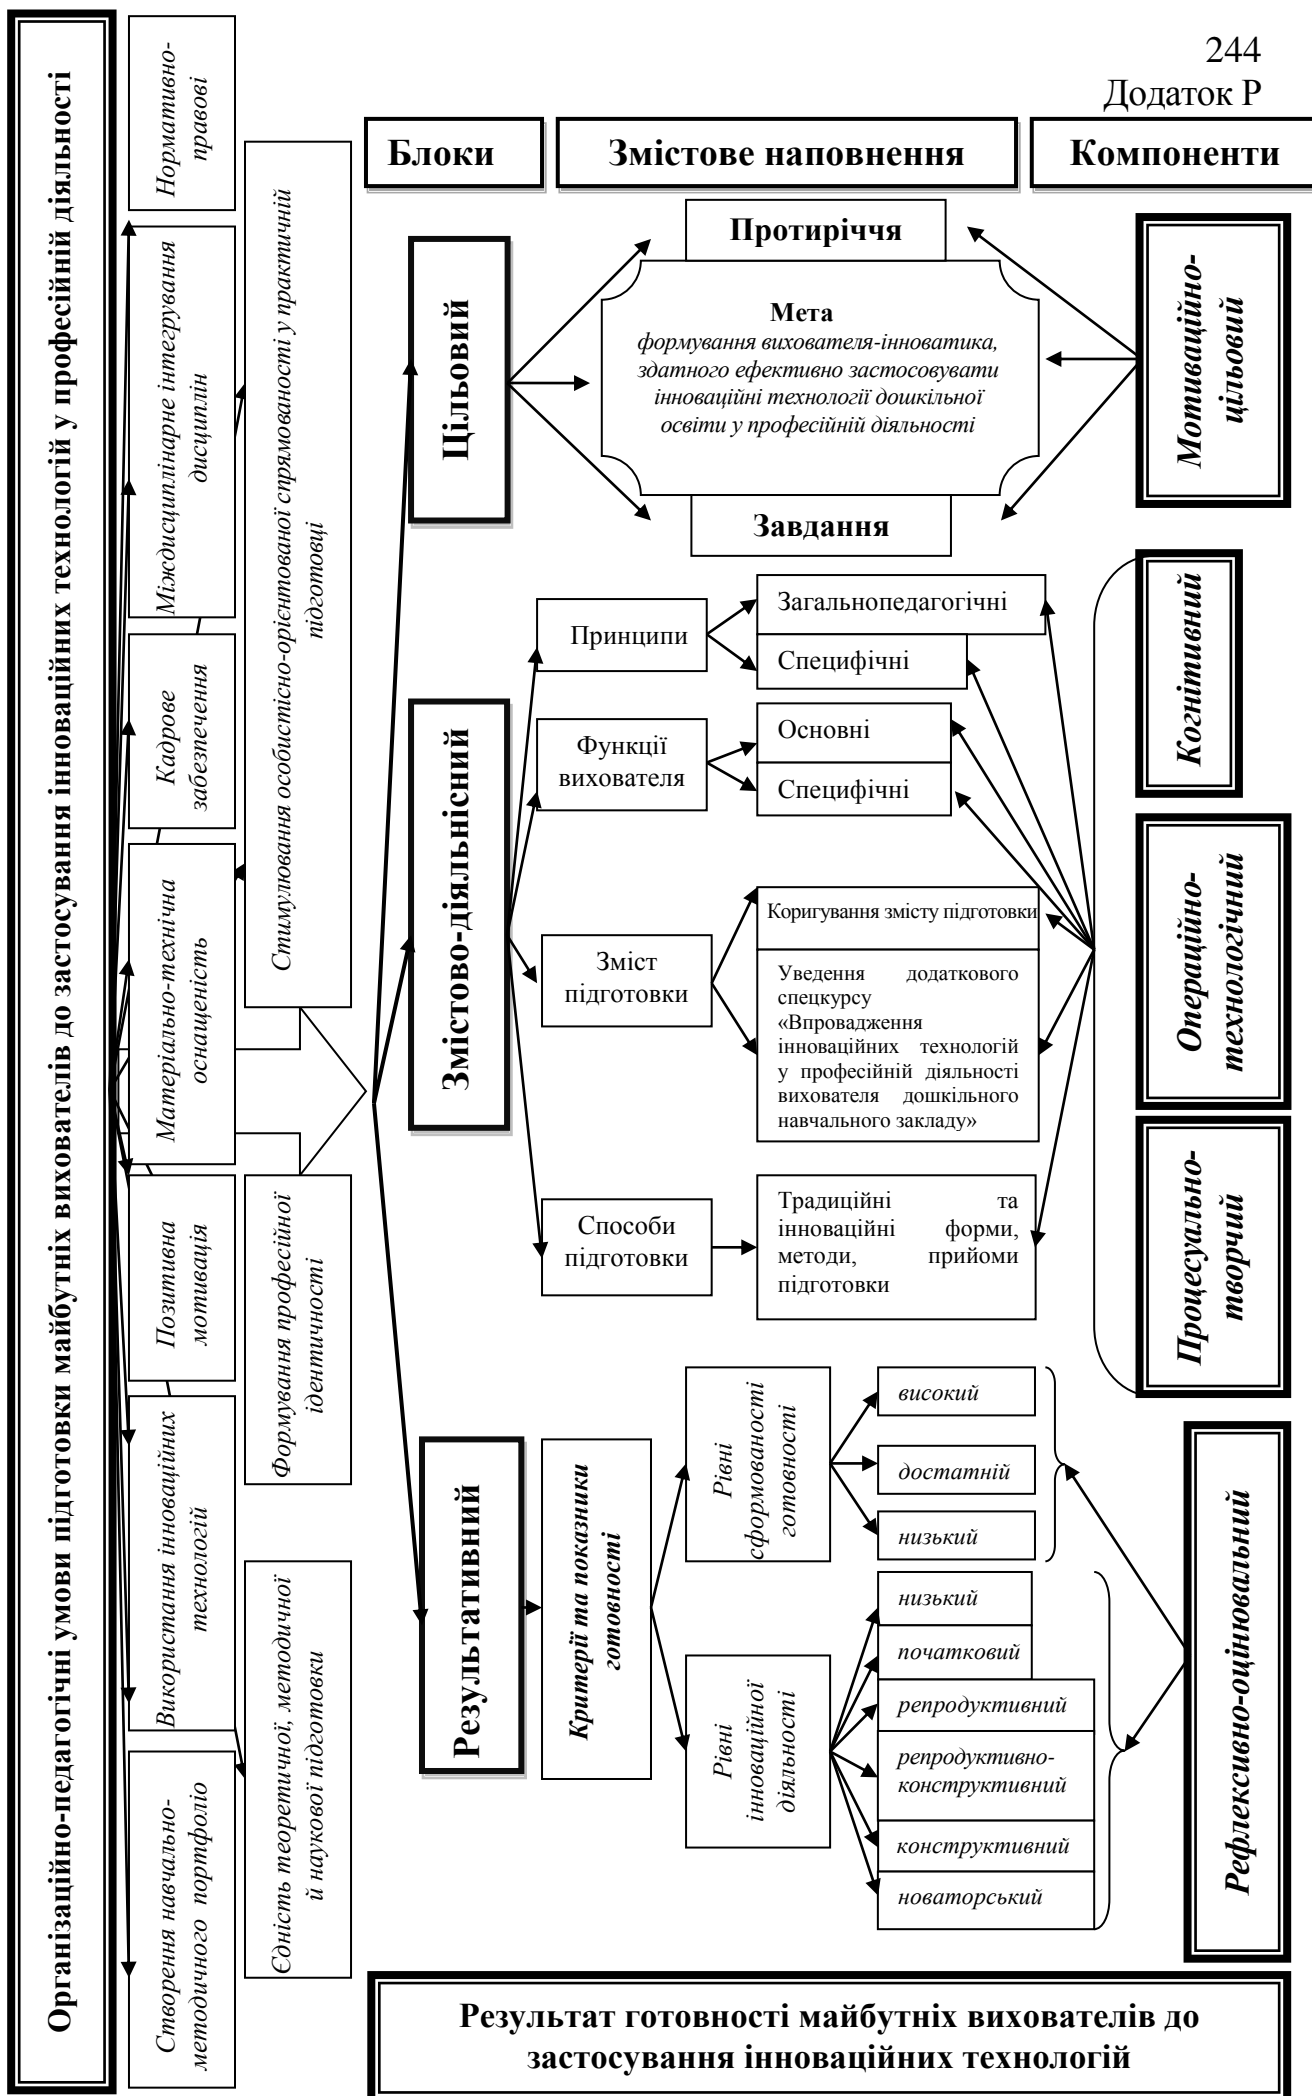 244
Додаток Р
Організаційно-педагогічні умови підготовки майбутніх вихователів до застосування інноваційних технологій у професійній діяльності
Нормативно-
правові
Міждисциплінарне інтегрування
дисциплін
Кадрове
забезпечення
Матеріально-технічна
оснащеність
Позитивна
мотивація
Використання інноваційних
технологій
Створення навчально-
методичного портфоліо
Стимулювання особистісно-орієнтованої спрямованості у практичній
підготовці
Формування професійної
ідентичності
Єдність теоретичної, методичної
й наукової підготовки
Блоки
Змістове наповнення
Компоненти
Цільовий
Протиріччя
Мета
формування вихователя-інноватика,
здатного ефективно застосовувати
інноваційні технології дошкільної
освіти у професійній діяльності
Завдання
Мотиваційно-
цільовий
Змістово-діяльнісний
Принципи
Загальнопедагогічні
Специфічні
Функції
вихователя
Основні
Специфічні
Зміст
підготовки
Коригування змісту підготовки
Уведення додаткового
спецкурсу
«Впровадження
інноваційних технологій
у професійній діяльності
вихователя дошкільного
навчального закладу»
Способи
підготовки
Традиційні та
інноваційні форми,
методи, прийоми
підготовки
Когнітивний
Операційно-
технологічний
Процесуально-
творчий
Результативний
Критерії та показники
готовності
Рівні
сформованості
готовності
високий
достатній
низький
Рівні
інноваційної
діяльності
низький
початковий
репродуктивний
репродуктивно-
конструктивний
конструктивний
новаторський
Рефлексивно-оцінювальний
Результат готовності майбутніх вихователів до
застосування інноваційних технологій